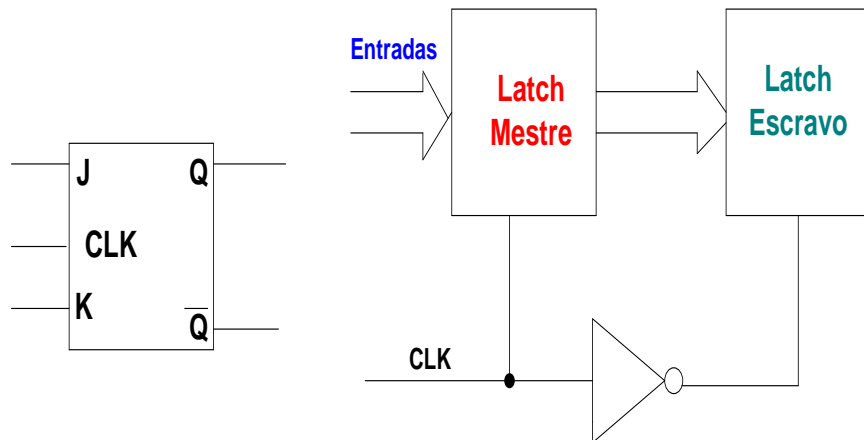 J Q
CLK
K Q̅
Entradas
Latch
Mestre
Latch
Escravo
CLK